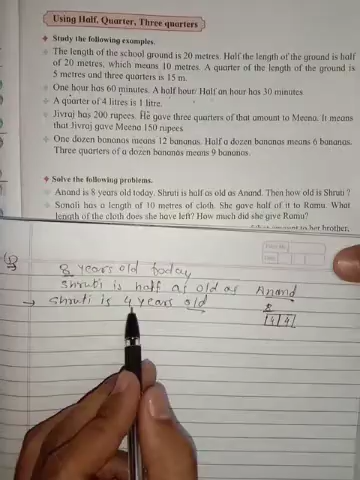 Using Half, Quarter, Three quarters
Study the following examples.
The length of the school ground is 20 metres. Half the length of the ground is half
of 20 metres, which means 10 metres. A quarter of the length of the ground is
5 metres and three quarters is 15 m.
One hour has 60 minutes. A half hour/ Half an hour has 30 minutes.
A quarter of 4 litres is 1 litre.
Jivraj has 200 rupees. He gave three quarters of that amount to Meena. It means
that Jivraj gave Meena 150 rupees
One dozen bananas means 12 bananas. Half a dozen bananas means 6 bananas.
Three quarters of a dozen bananas means 9 bananas.
Solve the following problems.
Anand is 8 years old today. Shruti is half as old as Anand. Then how old is Shruti ?
Sonali has a length of 10 metres of cloth. She gave half of it to Rama. What
length of the cloth does she have left? How much did she give Rama?
amount to her brother,
8 years old today
Shruti is half as old as Anand
→ Shruti is 4 years old
8
4 4